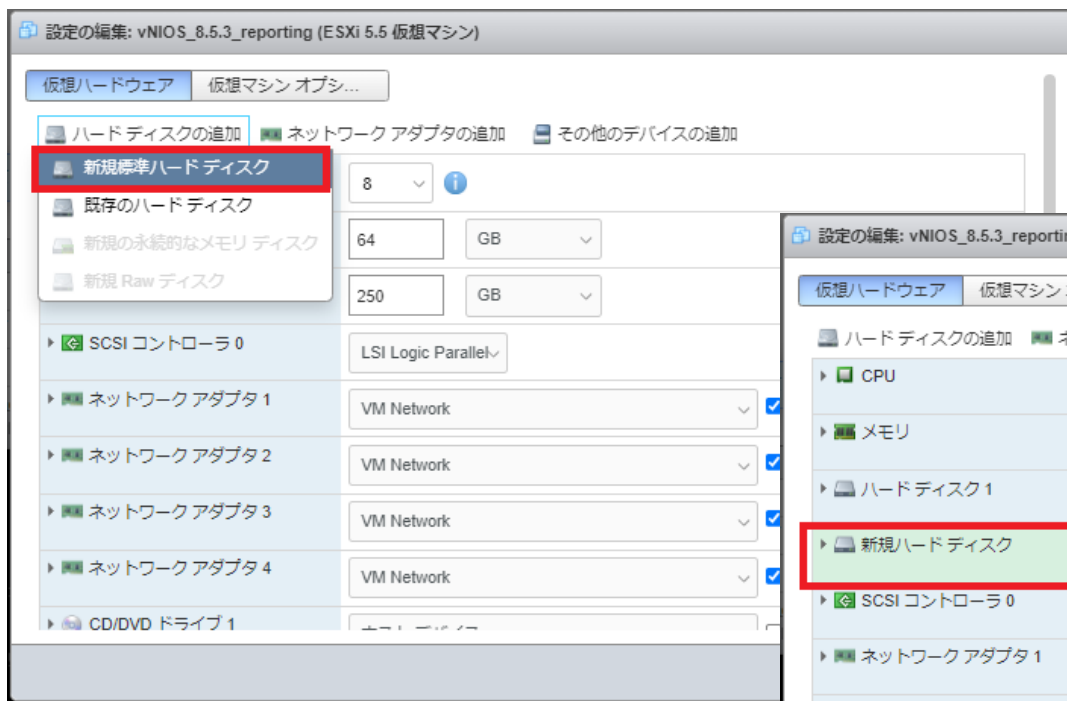 設定の編集: vNIOS_8.5.3_reporting (ESXi 5.5 仮想マシン)
仮想ハードウェア
仮想マシン オプシ...
ハード ディスクの追加
ネットワーク アダプタの追加
その他のデバイスの追加
新規標準ハード ディスク
既存のハード ディスク
新規の永続的なメモリ ディスク
新規 Raw ディスク
8
64
GB
250
GB
SCSI コントローラ 0
LSI Logic Parallel
ネットワーク アダプタ 1
VM Network
ネットワーク アダプタ 2
VM Network
ネットワーク アダプタ 3
VM Network
ネットワーク アダプタ 4
VM Network
CD/DVD ドライブ 1
設定の編集: vNIOS_8.5.3_reportin
仮想ハードウェア
仮想マシン
ハード ディスクの追加
CPU
メモリ
ハード ディスク 1
新規ハード ディスク
SCSI コントローラ 0
ネットワーク アダプタ 1